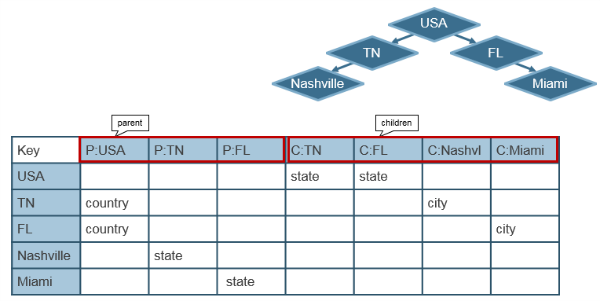 USA
TN FL
Nashville Miami
parent children
Key P:USA P:TN P:FL C:TN C:FL C:Nashvl C:Miami
USA state state
TN country city
FL country city
Nashville state
Miami state